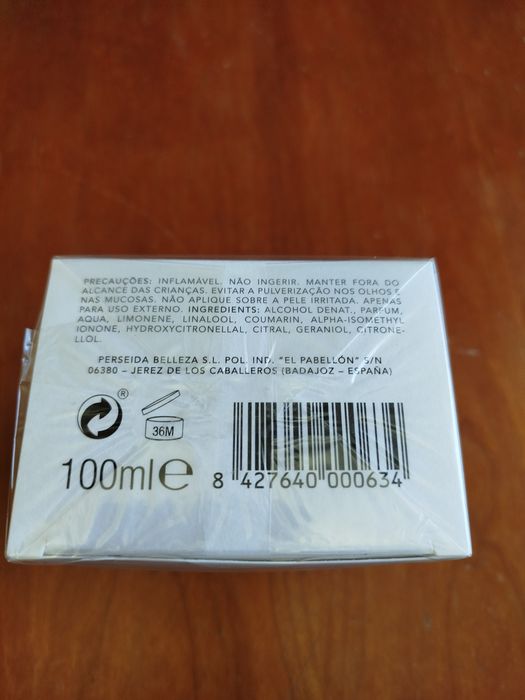 PRECAUÇÕES: INFLAMÁVEL. NÃO INGERIR. MANTER FORA DO
ALCANCE DAS CRIANÇAS. EVITAR A PULVERIZAÇÃO NOS OLHOS E
NAS MUCOSAS. NÃO APLIQUE SOBRE A PELE IRRITADA. APENAS
PARA USO EXTERNO. INGREDIENTS: ALCOHOL DENAT., PARFUM,
AQUA, LIMONENE, LINALOOL, COUMARIN, ALPHA-ISOMETHYL
IONONE, HYDROXYCITRONELLAL, CITRAL, GERANIOL, CITRONE-
LLOL.
PERSEIDA BELLEZA S.L. POL. IND. "EL PABELLÓN" S/N
06380 – JEREZ DE LOS CABALLEROS (BADAJOZ – ESPAÑA)
®
36M
100ml e
8 427640 000634